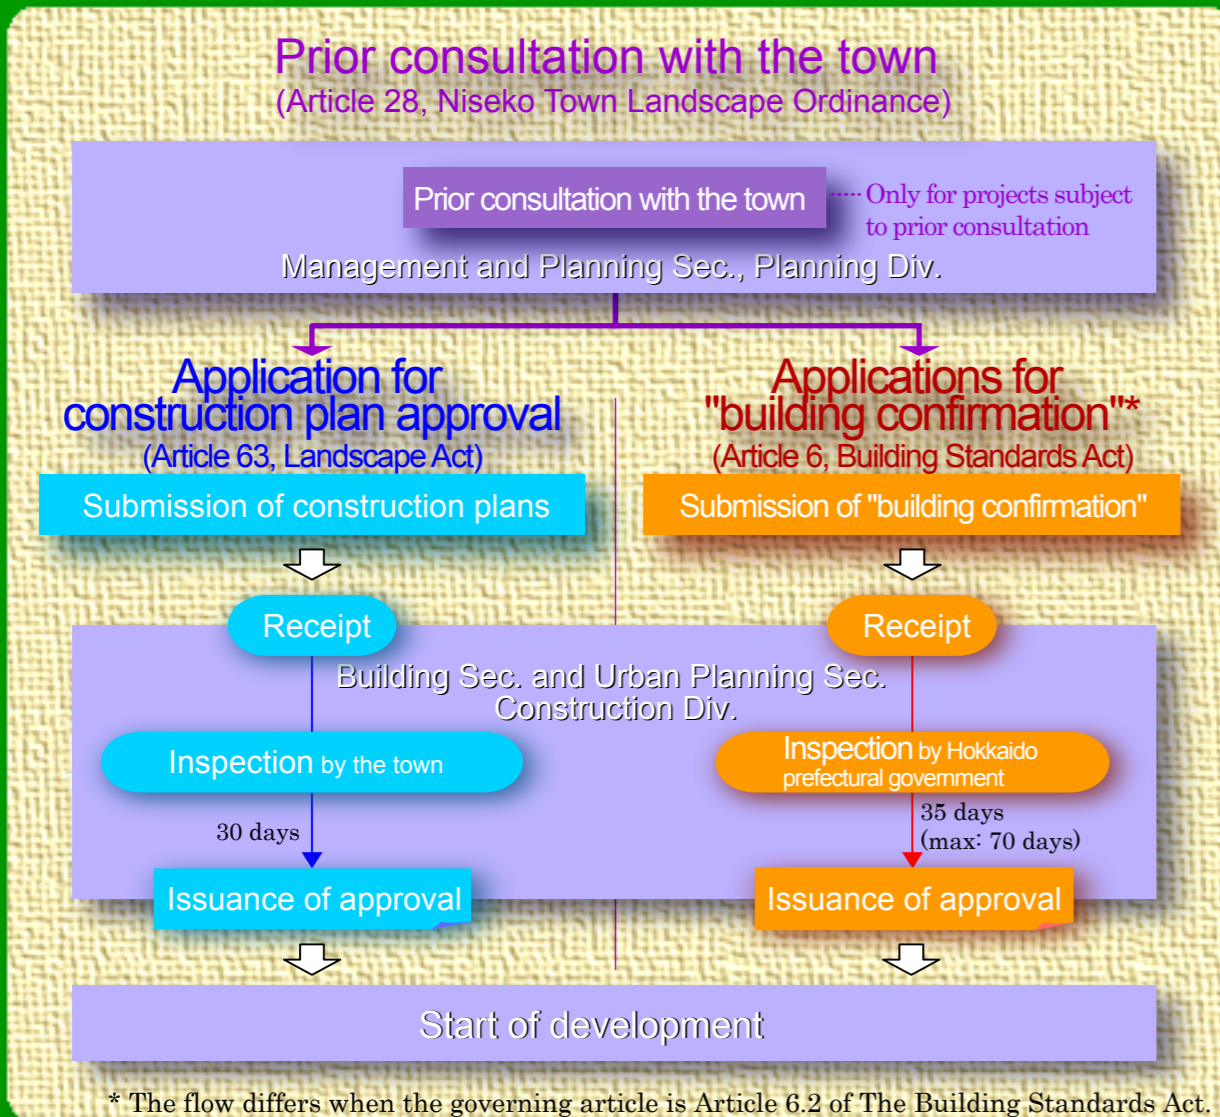 Prior consultation with the town
(Article 28, Niseko Town Landscape Ordinance)
Prior consultation with the town
Only for projects subject
to prior consultation
Management and Planning Sec., Planning Div.
Application for
construction plan approval
(Article 63, Landscape Act)
Submission of construction plans
Receipt
Applications for
"building confirmation"*
(Article 6, Building Standards Act)
Submission of "building confirmation"
Receipt
Building Sec. and Urban Planning Sec.
Construction Div.
Inspection by the town
30 days
Issuance of approval
Inspection by Hokkaido
prefectural government
35 days
(max: 70 days)
Issuance of approval
Start of development
* The flow differs when the governing article is Article 6.2 of The Building Standards Act.